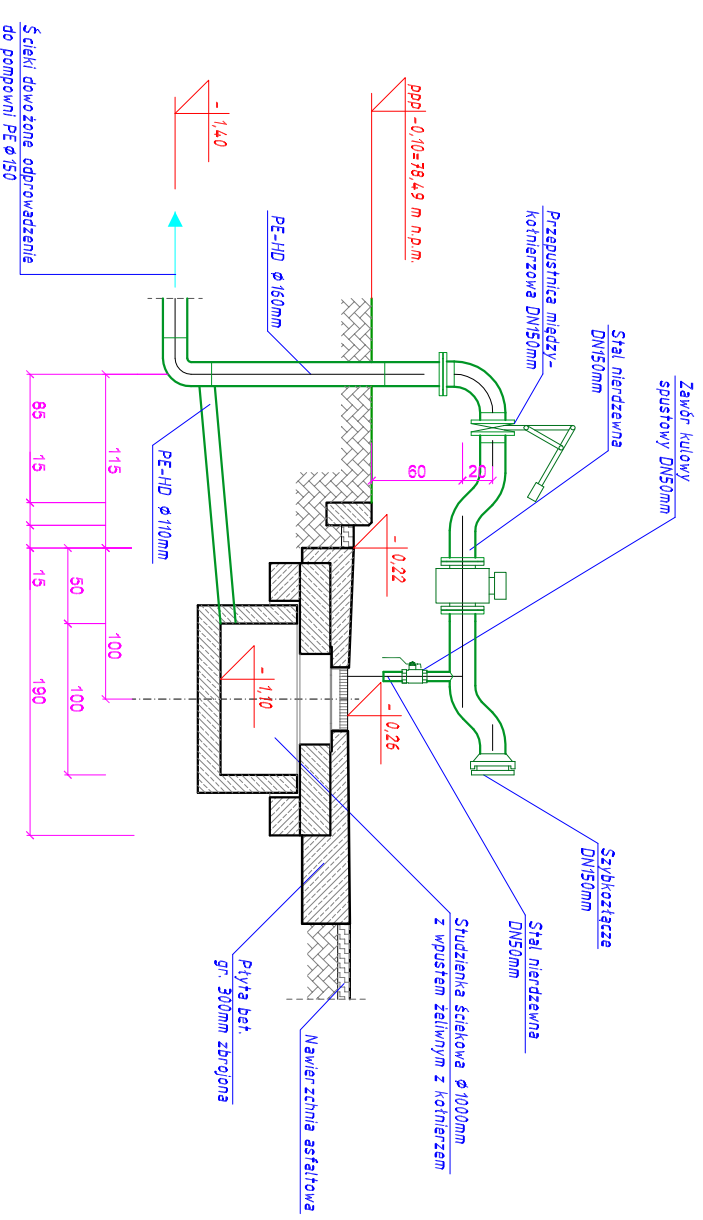 Zawór kulowy
spustowy DN50mm
Stal nierdzewna
DN150mm
Przepustnica między-
kołnierzowa DN150mm
ppp -0,10=78,49 m n.p.m.
- 1,40
Ścieki dowożone odprowadzenie
do pompowni PE ø150
PE-HD ø160mm
PE-HD ø110mm
60
20
- 0,22
- 0,26
- 1,10
115
100
50
100
85
15
15
190
Szybkozłącze
DN150mm
Stal nierdzewna
DN50mm
Studzienka ściekowa ø1000mm
z wpustem żeliwnym z kołnierzem
Nawierzchnia asfaltowa
Płyta bet.
gr. 300mm zbrojona